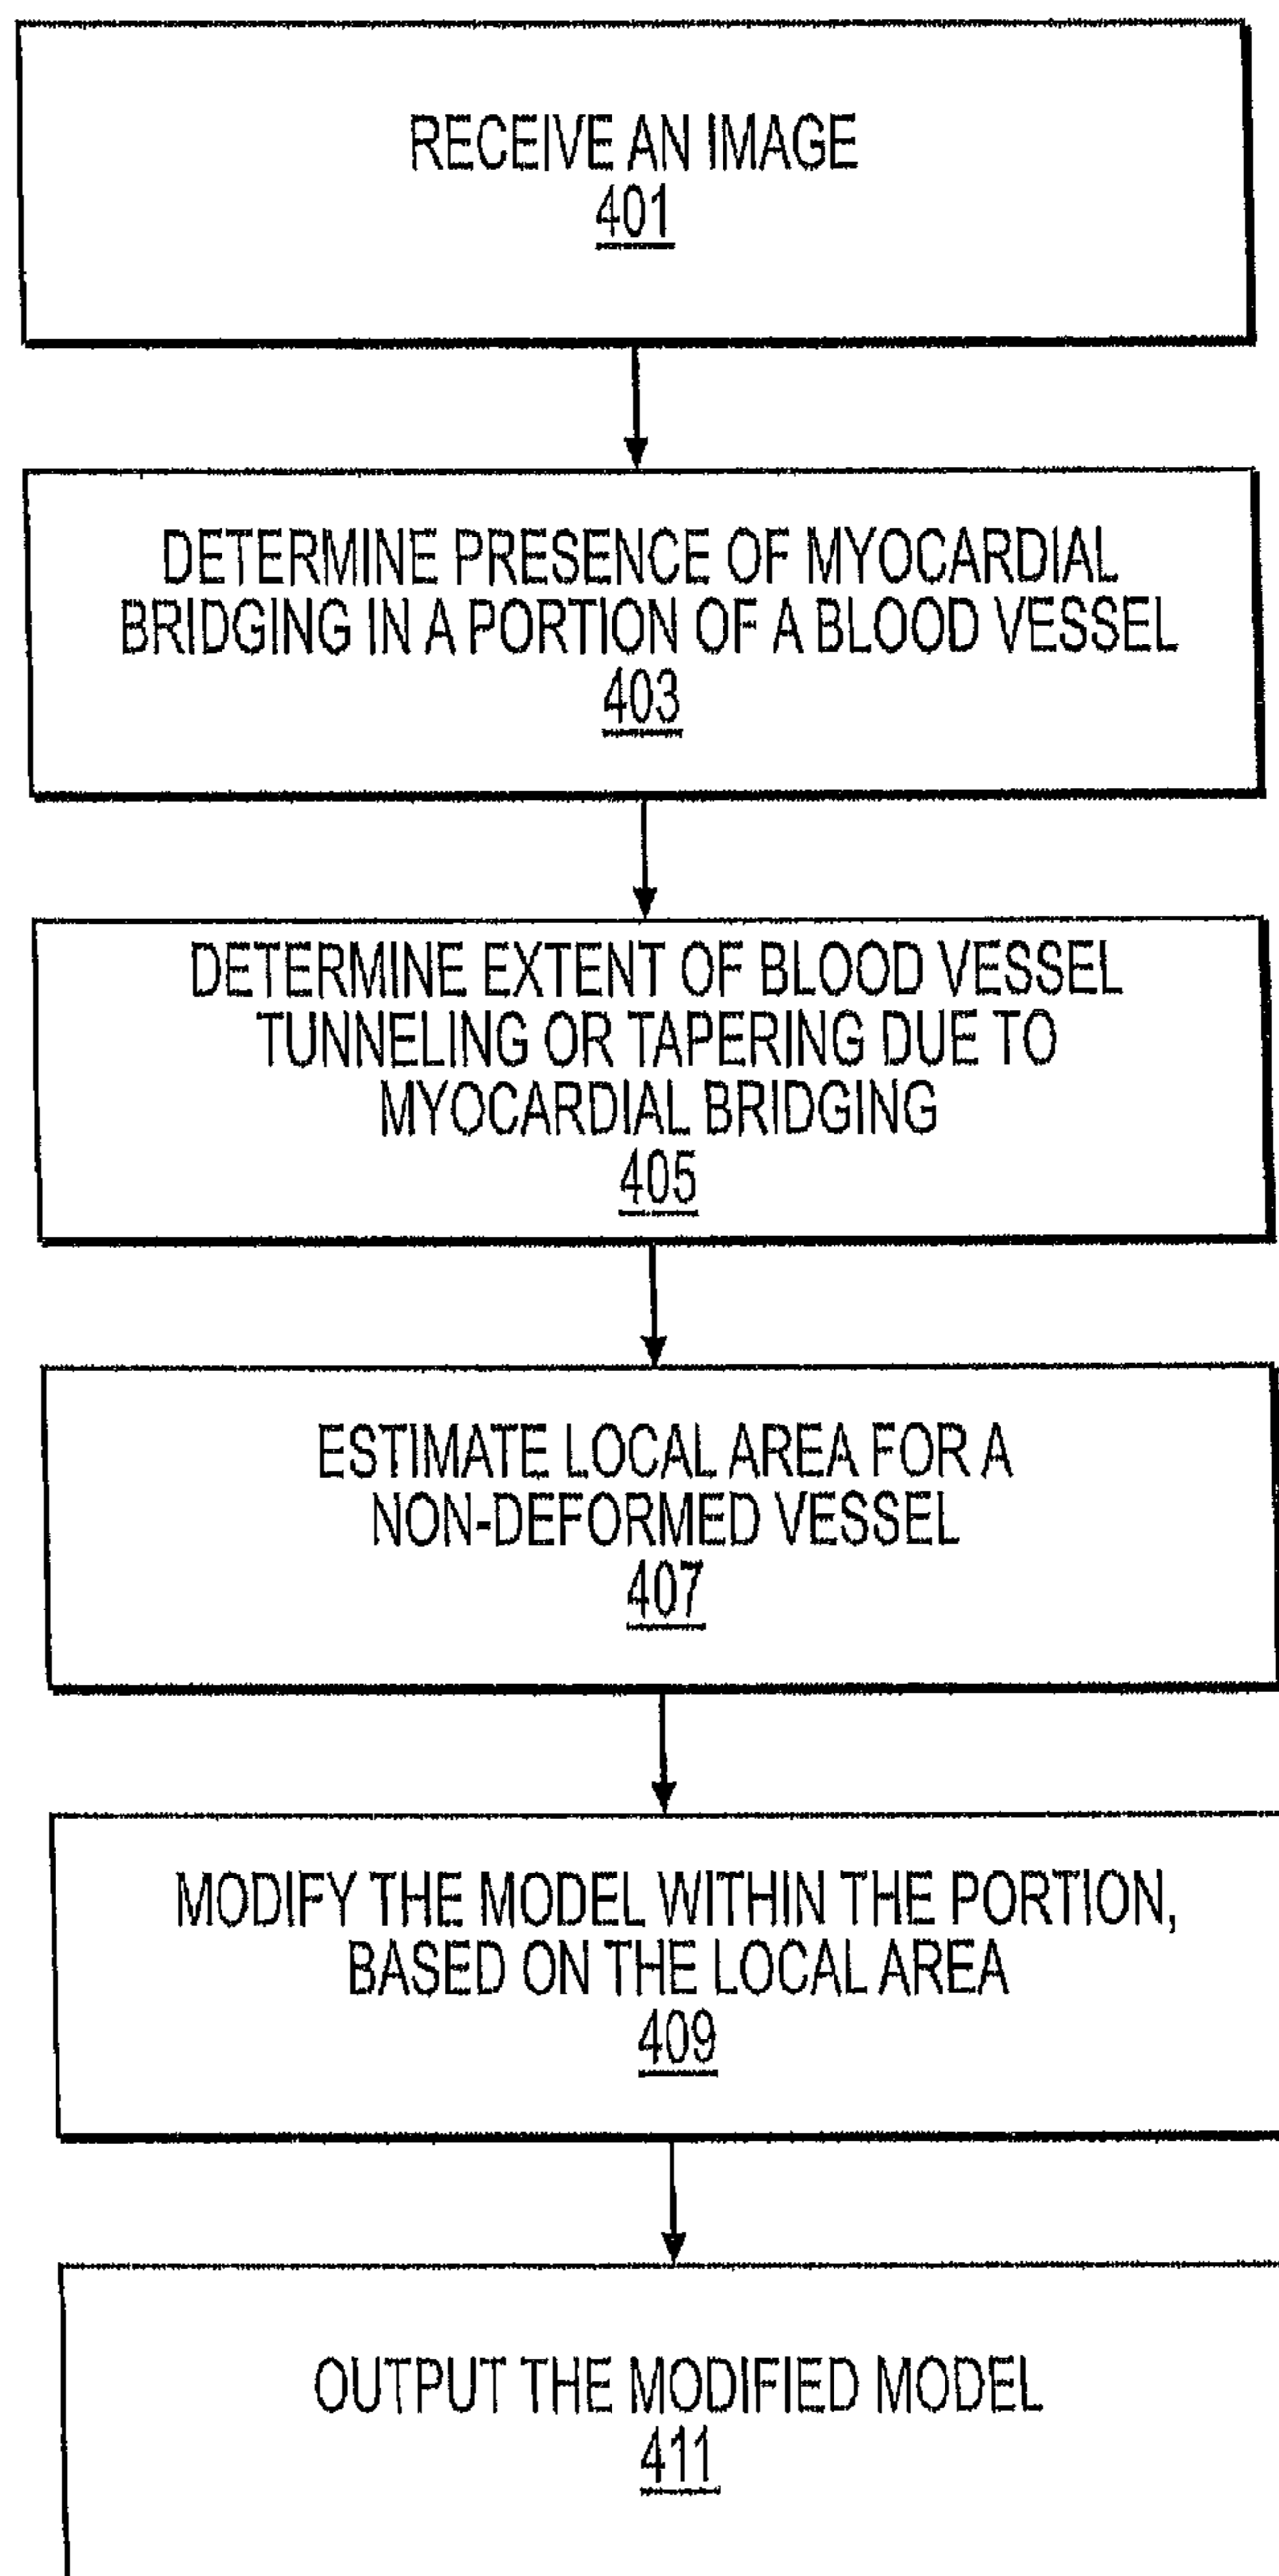 RECEIVE AN IMAGE
401
DETERMINE PRESENCE OF MYOCARDIAL
BRIDGING IN A PORTION OF A BLOOD VESSEL
403
DETERMINE EXTENT OF BLOOD VESSEL
TUNNELING OR TAPERING DUE TO
MYOCARDIAL BRIDGING
405
ESTIMATE LOCAL AREA FOR A
NON-DEFORMED VESSEL
407
MODIFY THE MODEL WITHIN THE PORTION,
BASED ON THE LOCAL AREA
409
OUTPUT THE MODIFIED MODEL
411